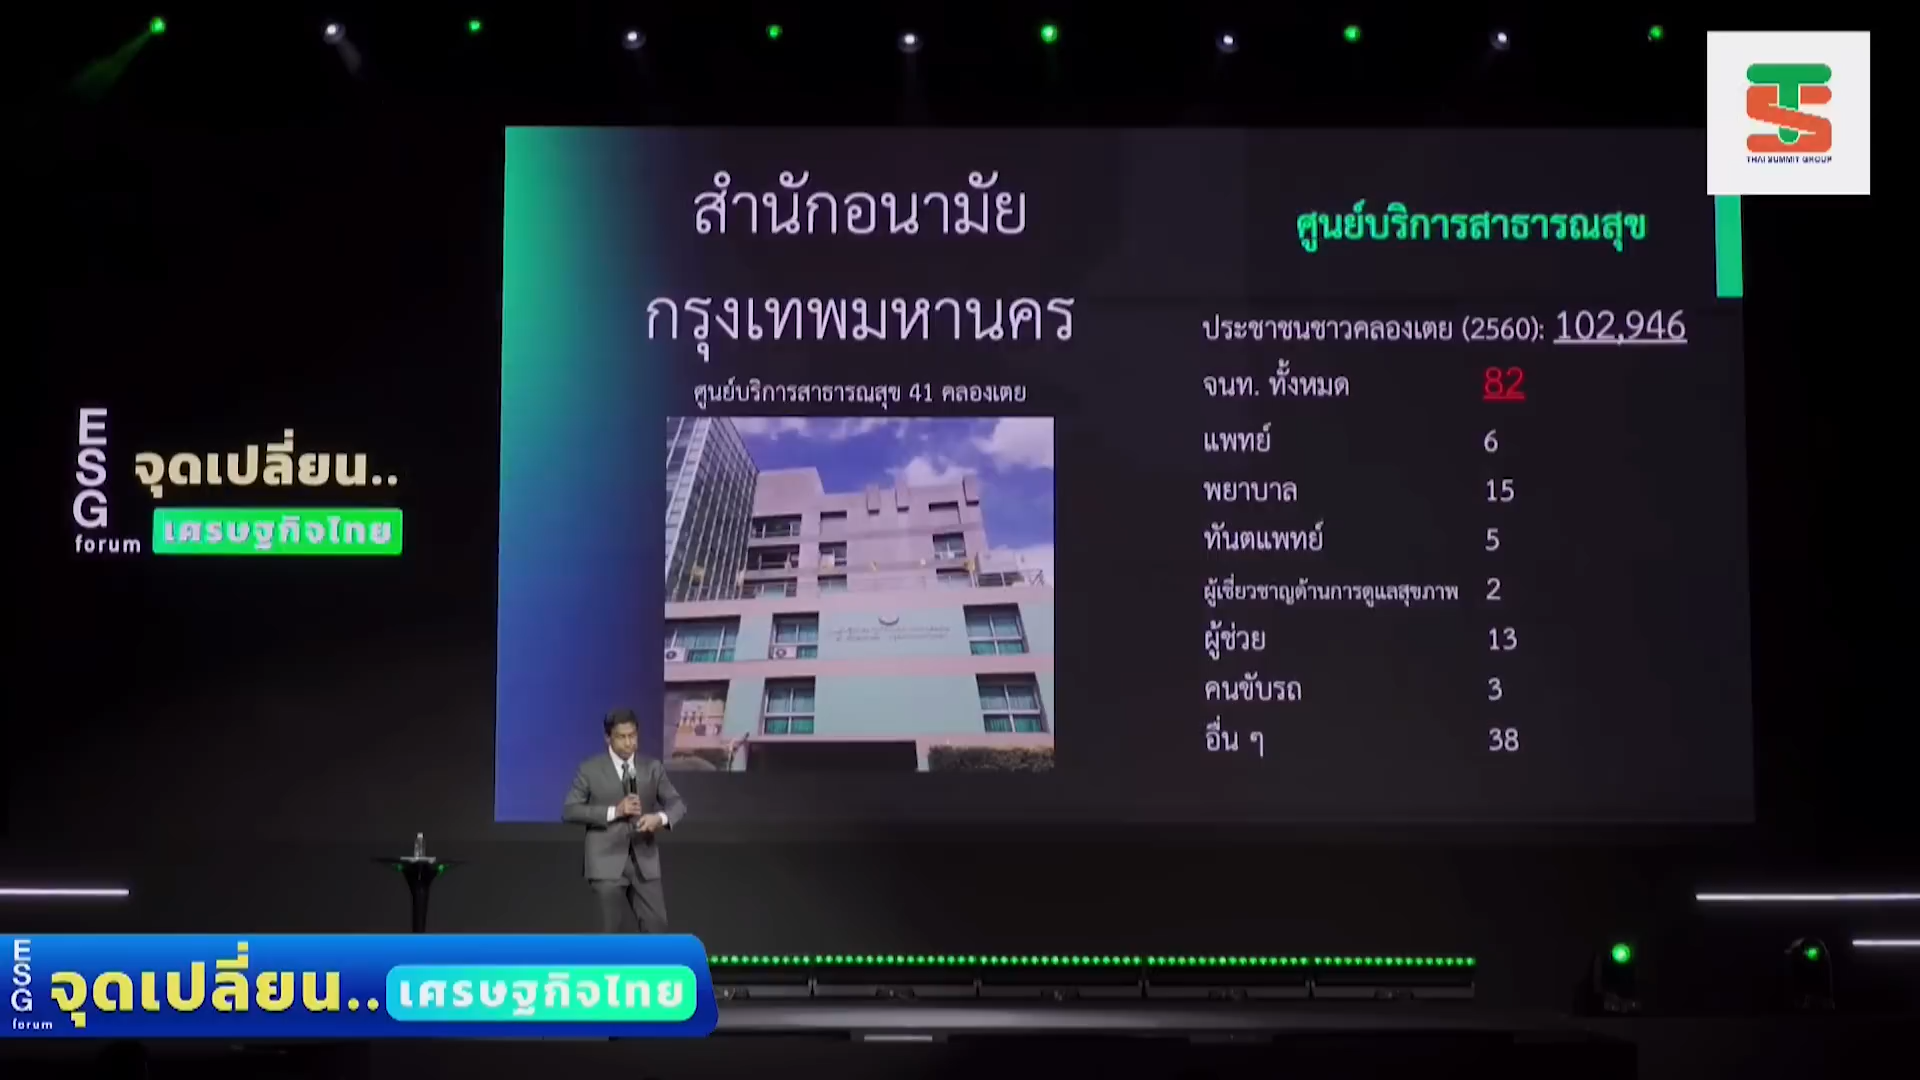 THAI SUMMIT GROUP
สำนักอนามัย
กรุงเทพมหานคร
ศูนย์บริการสาธารณสุข 41 คลองเตย
ศูนย์บริการสาธารณสุข
ประชาชนชาวคลองเตย (2560): 102,946
จนท. ทั้งหมด 82
แพทย์ 6
พยาบาล 15
ทันตแพทย์ 5
ผู้เชี่ยวชาญด้านการดูแลสุขภาพ 2
ผู้ช่วย 13
คนขับรถ 3
อื่น ๆ 38
ESG forum
จุดเปลี่ยน..
เศรษฐกิจไทย
ESG forum
จุดเปลี่ยน.. เศรษฐกิจไทย